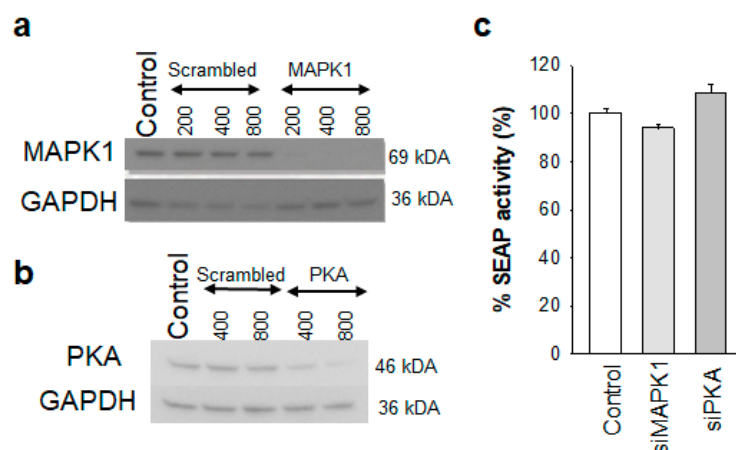 a
Control
Scrambled
MAPK1
200
400
800
200
400
800
MAPK1
69 kDA
GAPDH
36 kDA
b
Control
Scrambled
PKA
400
800
400
800
PKA
46 kDA
GAPDH
36 kDA
c
% SEAP activity (%)
120
100
80
60
40
20
0
Control
siMAPK1
siPKA